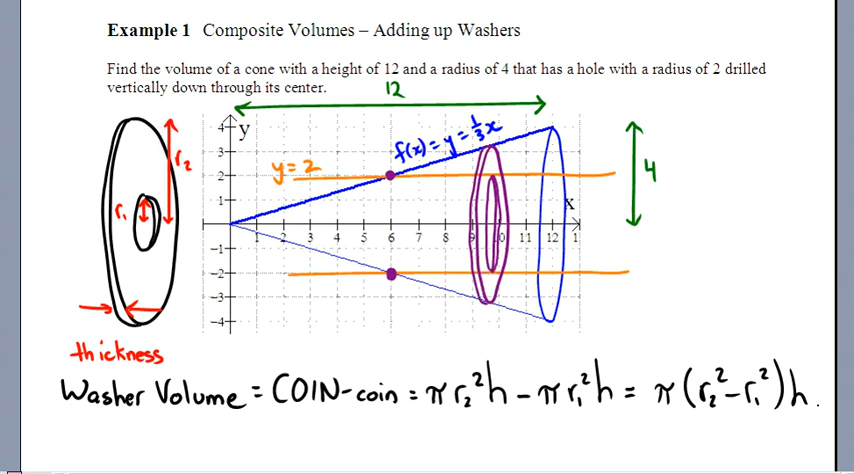 Example 1 Composite Volumes – Adding up Washers
Find the volume of a cone with a height of 12 and a radius of 4 that has a hole with a radius of 2 drilled
vertically down through its center.
12
4 y
f(x) = y = 1/3 x
3
r₂
y = 2
2
4
r₁
1
x
1 2 3 4 5 6 7 8 9 10 11 12 1
-1
-2
-3
-4
thickness
Washer Volume = COIN-coin = πr₂²h - πr₁²h = π(r₂²-r₁²)h.